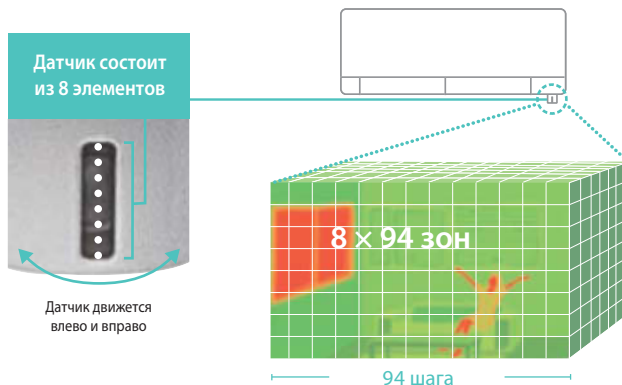 Датчик состоит
из 8 элементов
8 × 94 зон
Датчик движется
влево и вправо
94 шага